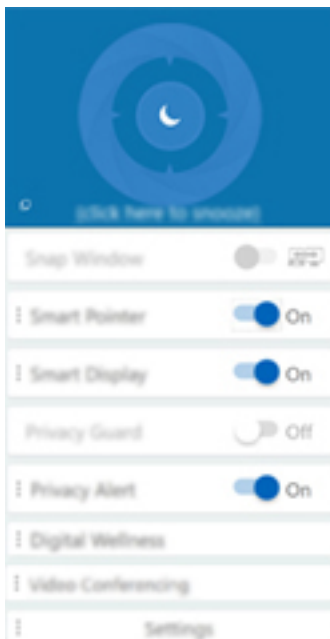 (click here to snooze)
Snap Window
Smart Pointer On
Smart Display On
Privacy Guard Off
Privacy Alert On
Digital Wellness
Video Conferencing
Settings